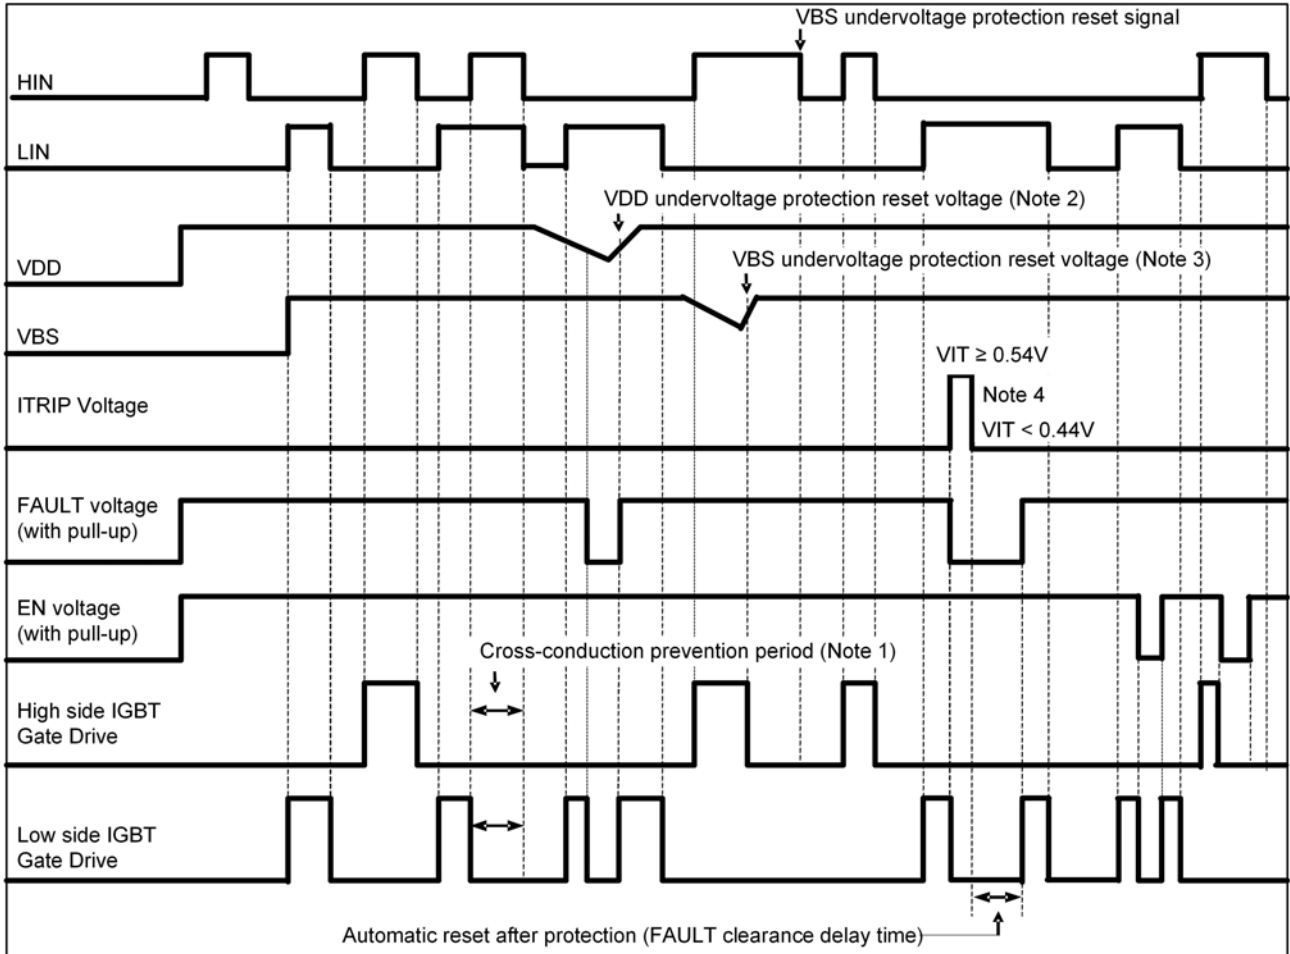 VBS undervoltage protection reset signal
HIN
LIN
VDD undervoltage protection reset voltage (Note 2)
VDD
VBS undervoltage protection reset voltage (Note 3)
VBS
VIT ≥ 0.54V
ITRIP Voltage
Note 4
VIT < 0.44V
FAULT voltage
(with pull-up)
EN voltage
(with pull-up)
Cross-conduction prevention period (Note 1)
High side IGBT
Gate Drive
Low side IGBT
Gate Drive
Automatic reset after protection (FAULT clearance delay time)